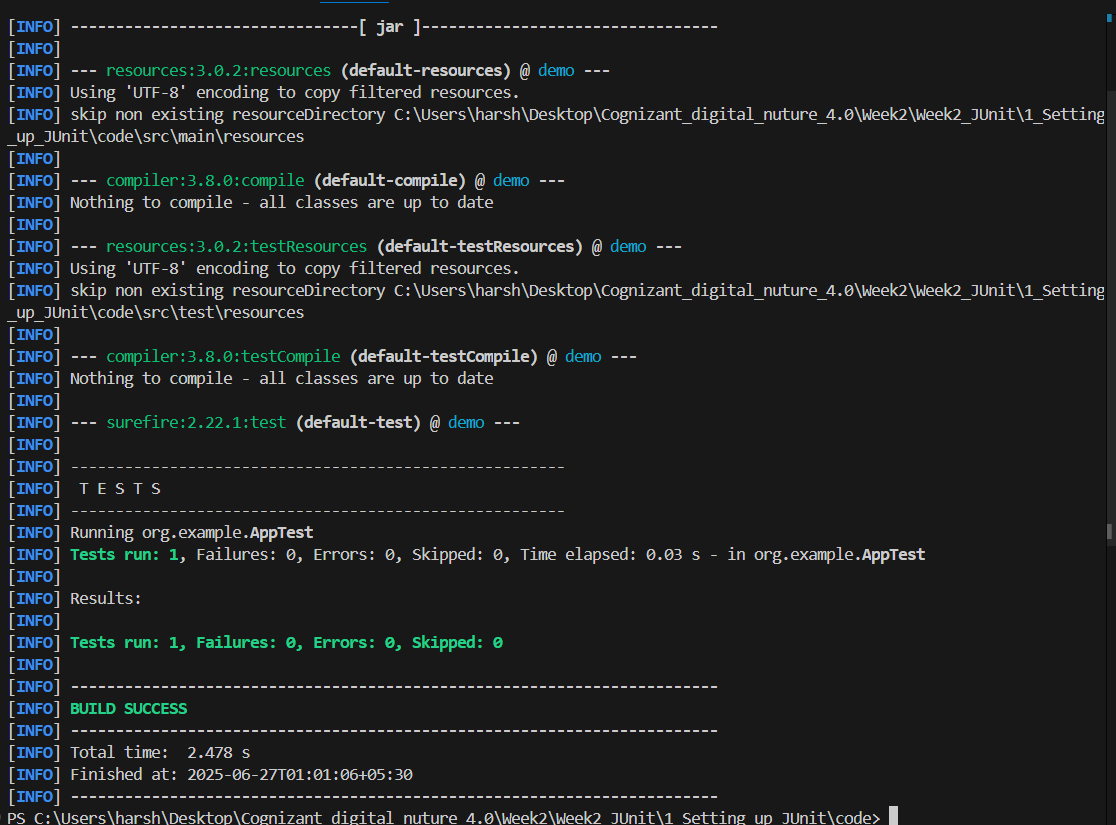 [INFO] --------------------------------[ jar ]---------------------------------
[INFO]
[INFO] --- resources:3.0.2:resources (default-resources) @ demo ---
[INFO] Using 'UTF-8' encoding to copy filtered resources.
[INFO] skip non existing resourceDirectory C:\Users\harsh\Desktop\Cognizant_digital_nuture_4.0\Week2\Week2_JUnit\1_Setting
_up_JUnit\code\src\main\resources
[INFO]
[INFO] --- compiler:3.8.0:compile (default-compile) @ demo ---
[INFO] Nothing to compile - all classes are up to date
[INFO]
[INFO] --- resources:3.0.2:testResources (default-testResources) @ demo ---
[INFO] Using 'UTF-8' encoding to copy filtered resources.
[INFO] skip non existing resourceDirectory C:\Users\harsh\Desktop\Cognizant_digital_nuture_4.0\Week2\Week2_JUnit\1_Setting
_up_JUnit\code\src\test\resources
[INFO]
[INFO] --- compiler:3.8.0:testCompile (default-testCompile) @ demo ---
[INFO] Nothing to compile - all classes are up to date
[INFO]
[INFO] --- surefire:2.22.1:test (default-test) @ demo ---
[INFO]
[INFO] -------------------------------------------------------
[INFO]  T E S T S
[INFO] -------------------------------------------------------
[INFO] Running org.example.AppTest
[INFO] Tests run: 1, Failures: 0, Errors: 0, Skipped: 0, Time elapsed: 0.03 s - in org.example.AppTest
[INFO]
[INFO] Results:
[INFO]
[INFO] Tests run: 1, Failures: 0, Errors: 0, Skipped: 0
[INFO]
[INFO] ------------------------------------------------------------------------
[INFO] BUILD SUCCESS
[INFO] ------------------------------------------------------------------------
[INFO] Total time:  2.478 s
[INFO] Finished at: 2025-06-27T01:01:06+05:30
[INFO] ------------------------------------------------------------------------
PS C:\Users\harsh\Desktop\Cognizant_digital_nuture_4.0\Week2\Week2_JUnit\1_Setting_up_JUnit\code>